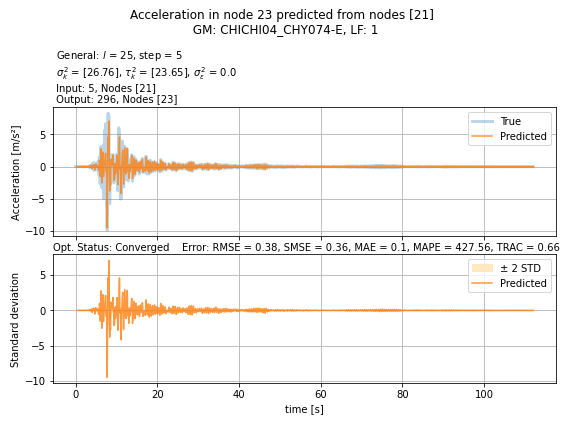 Acceleration in node 23 predicted from nodes [21]
GM: CHICHI04_CHY074-E, LF: 1
General: l = 25, step = 5
σ²ₖ = [26.76], τ²ₖ = [23.65], σ²ε = 0.0
Input: 5, Nodes [21]
Output: 296, Nodes [23]
True
Predicted
Acceleration [m/s²]
5
0
−5
−10
Opt. Status: Converged Error: RMSE = 0.38, SMSE = 0.36, MAE = 0.1, MAPE = 427.56, TRAC = 0.66
± 2 STD
Predicted
Standard deviation
5
0
−5
−10
0 20 40 60 80 100
time [s]